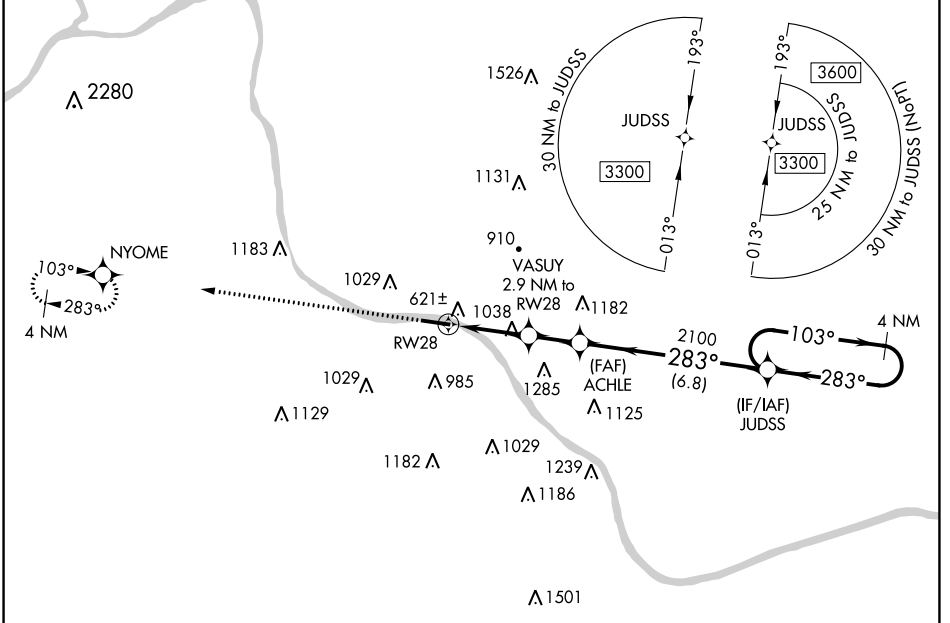 2280
1526
30 NM to JUDSS
193°
JUDSS
3300
013°
193°
3600
JUDSS
3300
25 NM to JUDSS
30 NM to JUDSS (NoPT)
013°
1131
910
1183
NYOME
103°
283°
4 NM
1029
621±
RW28
1038
VASUY
2.9 NM to
RW28
1182
(FAF)
ACHLE
2100
283°
(6.8)
103°
4 NM
283°
(IF/IAF)
JUDSS
1029
985
1285
1125
1129
1182
1029
1239
1186
1501